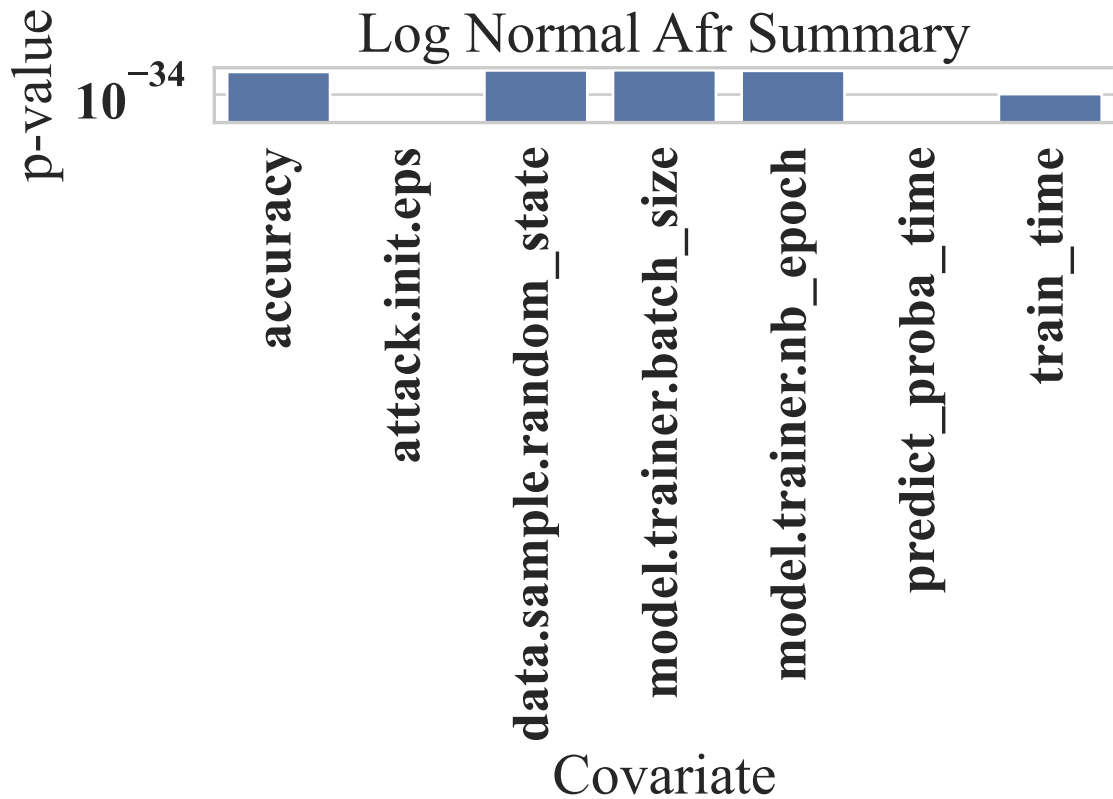 Log Normal Afr Summary
p-value
10^−34
accuracy
attack.init.eps
data.sample.random_state
model.trainer.batch_size
model.trainer.nb_epoch
predict_proba_time
train_time
Covariate